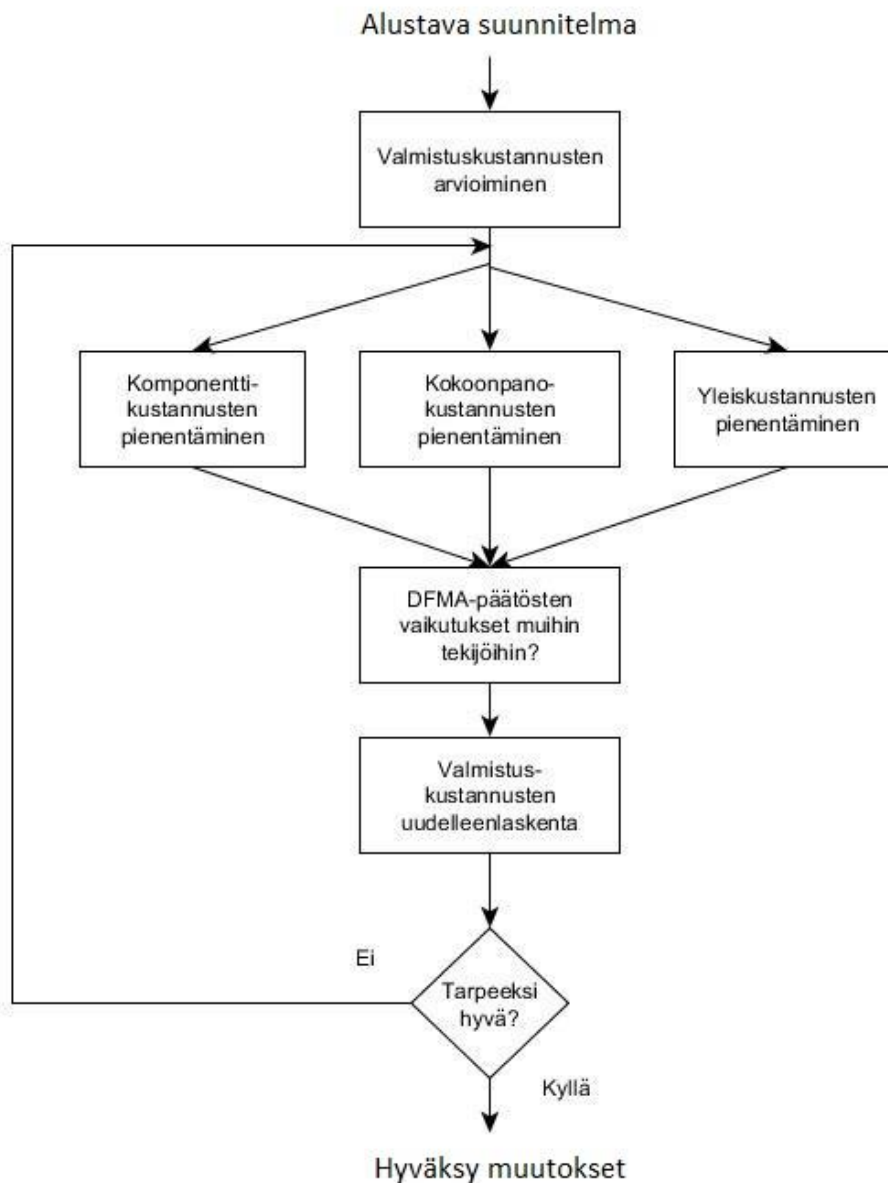 Alustava suunnitelma
Valmistuskustannusten
arvioiminen
Komponentti-
kustannusten
pienentäminen
Kokoonpano-
kustannusten
pienentäminen
Yleiskustannusten
pienentäminen
DFMA-päätösten
vaikutukset muihin
tekijöihin?
Valmistus-
kustannusten
uudelleenlaskenta
Ei
Tarpeeksi
hyvä?
Kyllä
Hyväksy muutokset